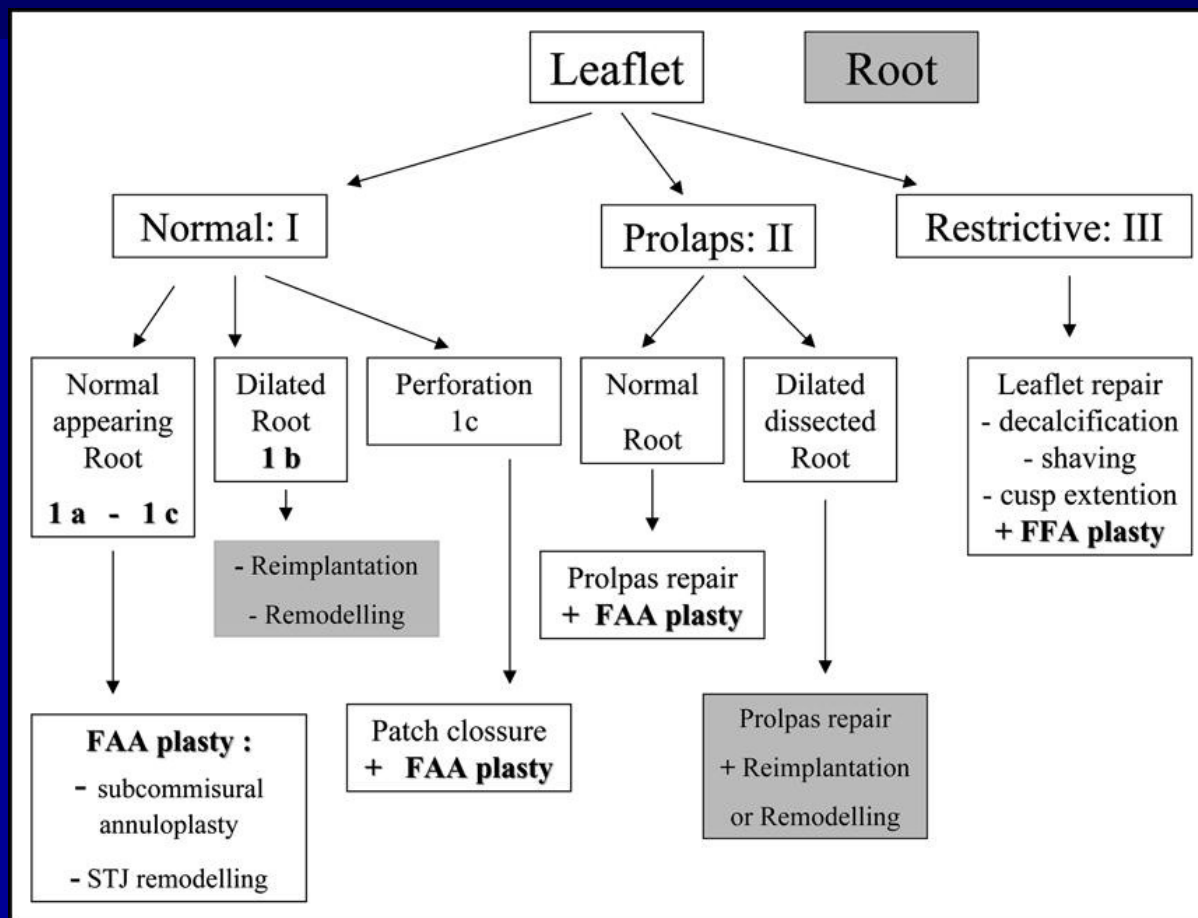 Leaflet
Root
Normal: I
Prolaps: II
Restrictive: III
Normal
appearing
Root
1 a - 1 c
Dilated
Root
1 b
Perforation
1c
Normal
Root
Dilated
dissected
Root
Leaflet repair
- decalcification
- shaving
- cusp extention
+ FFA plasty
- Reimplantation
- Remodelling
Prolpas repair
+ FAA plasty
FAA plasty :
- subcommisural
annuloplasty
- STJ remodelling
Patch clossure
+ FAA plasty
Prolpas repair
+ Reimplantation
or Remodelling